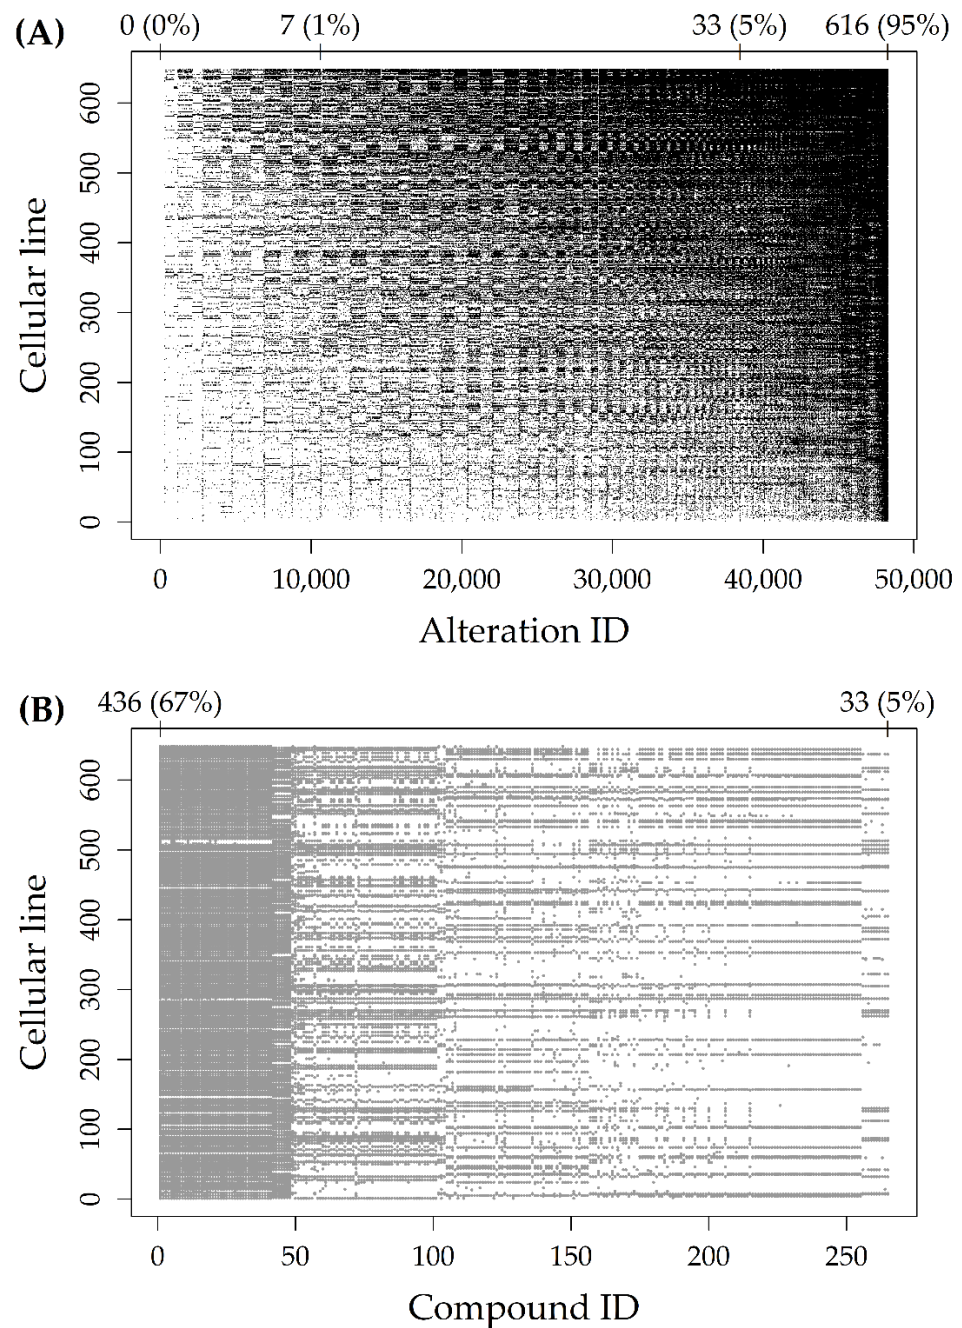 (A)
0 (0%) 7 (1%) 33 (5%) 616 (95%)
600
500
400
300
200
100
0
Cellular line
0 10,000 20,000 30,000 40,000 50,000
Alteration ID
(B)
436 (67%) 33 (5%)
600
500
400
300
200
100
0
Cellular line
0 50 100 150 200 250
Compound ID